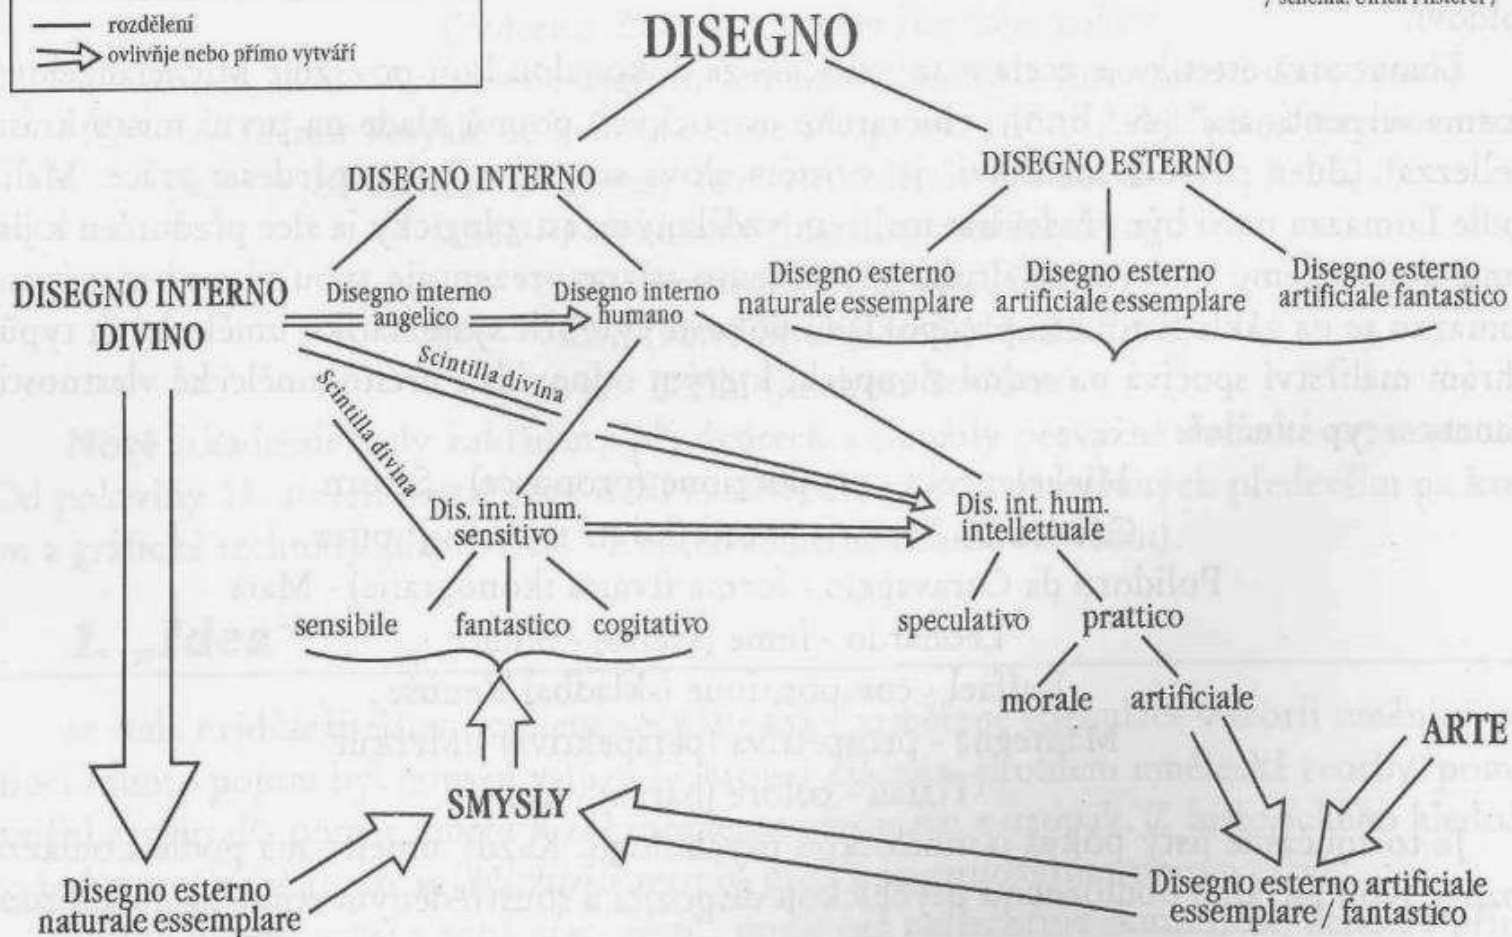 rozdělení
ovlivňje nebo přímo vytváří
DISEGNO
DISEGNO INTERNO
DISEGNO ESTERNO
DISEGNO INTERNO
DIVINO
Disegno interno
angelico
Disegno interno
humano
Disegno esterno
naturale essemplare
Disegno esterno
artificiale essemplare
Disegno esterno
artificiale fantastico
Scintilla divina
Scintilla divina
Dis. int. hum.
sensitivo
Dis. int. hum.
intellettuale
sensibile
fantastico
cogitativo
speculativo
prattico
morale
artificiale
ARTE
SMYSLY
Disegno esterno
naturale essemplare
Disegno esterno artificiale
essemplare / fantastico